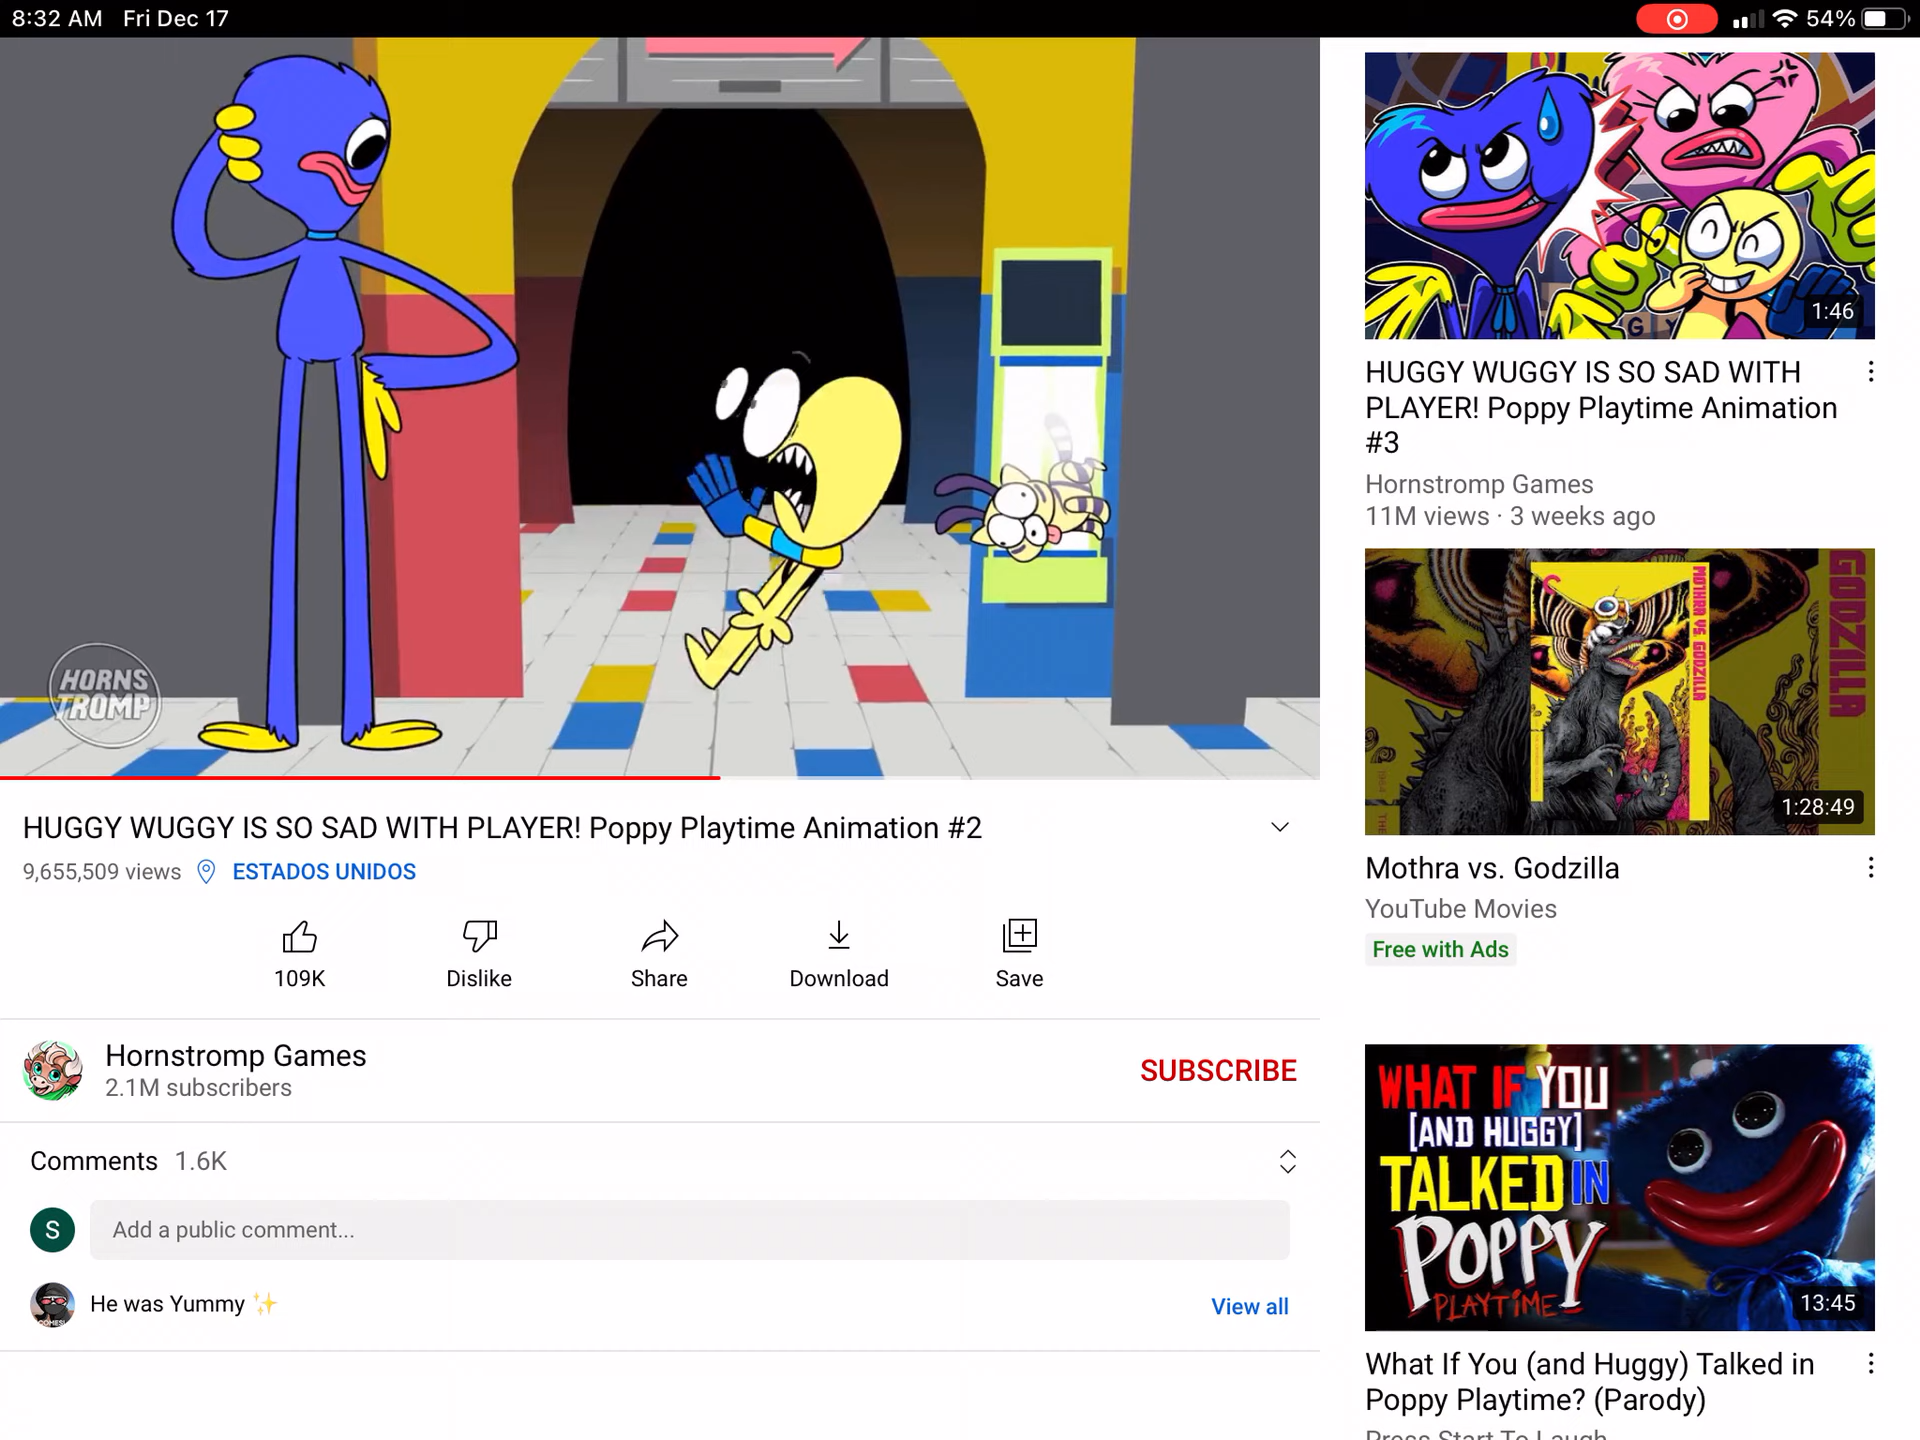 8:32 AM Fri Dec 17
54%
HORNS
TROMP
HUGGY WUGGY IS SO SAD WITH PLAYER! Poppy Playtime Animation #2
9,655,509 views ESTADOS UNIDOS
109K
Dislike
Share
Download
Save
Hornstromp Games
2.1M subscribers
SUBSCRIBE
Comments 1.6K
S
Add a public comment...
He was Yummy ✨
View all
1:46
HUGGY WUGGY IS SO SAD WITH
PLAYER! Poppy Playtime Animation
#3
Hornstromp Games
11M views · 3 weeks ago
MOTHRA VS. GODZILLA
GODZILLA
1:28:49
Mothra vs. Godzilla
YouTube Movies
Free with Ads
WHAT IF YOU
[AND HUGGY]
TALKED IN
POPPY
PLAYTIME
13:45
What If You (and Huggy) Talked in
Poppy Playtime? (Parody)
Press Start To Laugh